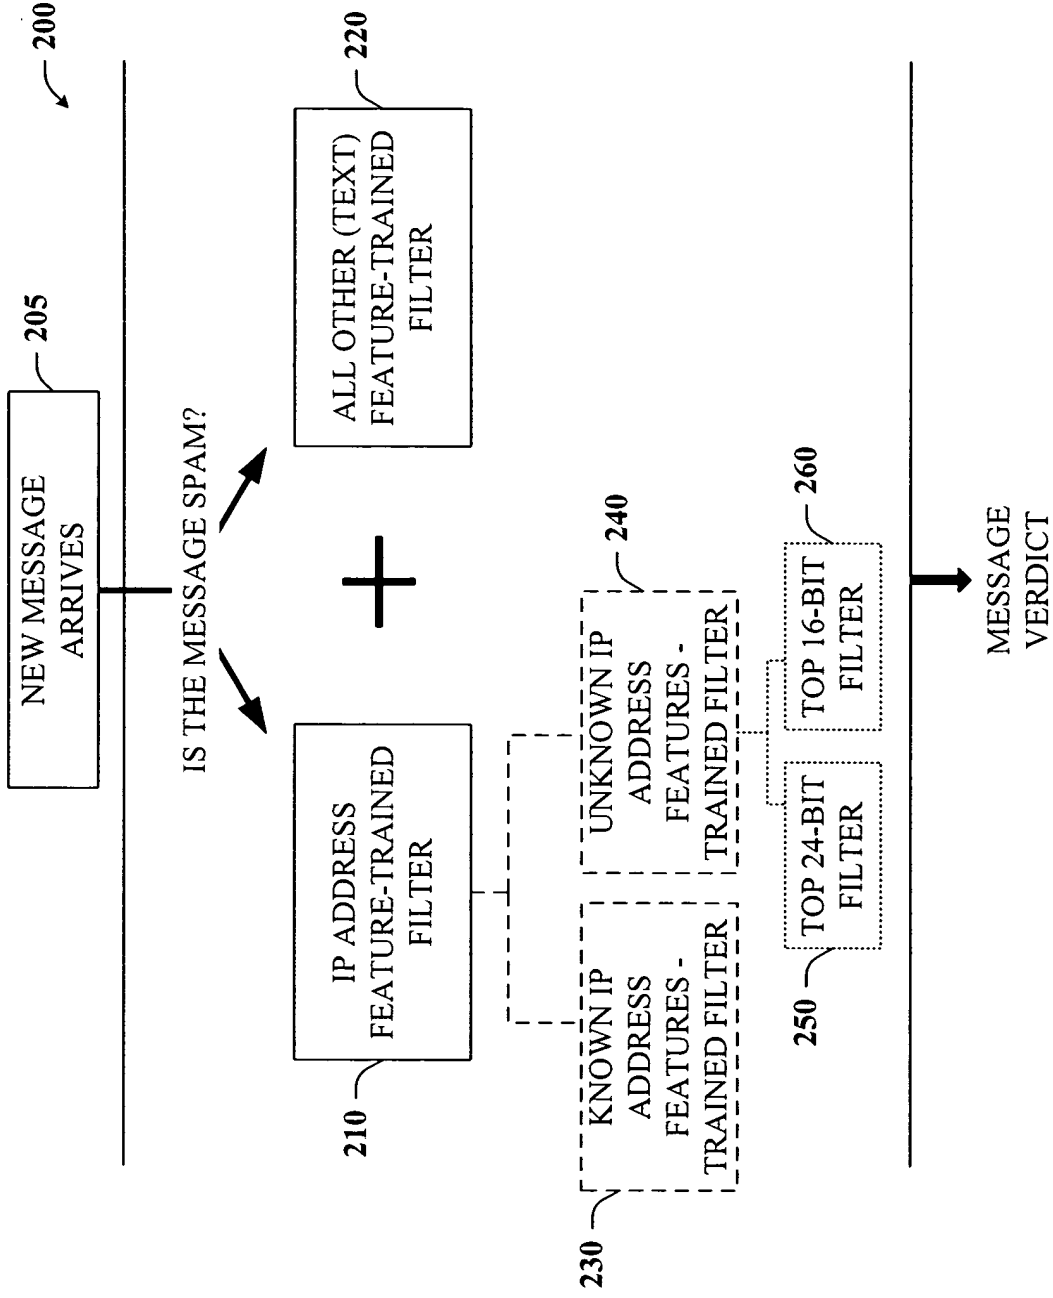 200
NEW MESSAGE
ARRIVES
205
IS THE MESSAGE SPAM?
IP ADDRESS
FEATURE-TRAINED
FILTER
210
ALL OTHER (TEXT)
FEATURE-TRAINED
FILTER
220
KNOWN IP
ADDRESS
FEATURES -
TRAINED FILTER
230
UNKNOWN IP
ADDRESS
FEATURES -
TRAINED FILTER
240
TOP 24-BIT
FILTER
250
TOP 16-BIT
FILTER
260
MESSAGE
VERDICT